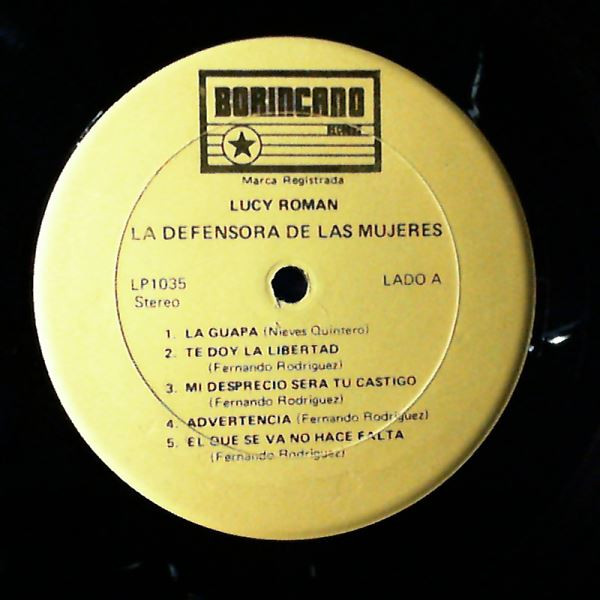 BORINCANO
Marca Registrada
LUCY ROMAN
LA DEFENSORA DE LAS MUJERES
LP1035
LADO A
Stereo
1. LA GUAPA (Nieves Quintero)
2. TE DOY LA LIBERTAD
(Fernando Rodriguez)
3. MI DESPRECIO SERA TU CASTIGO
(Fernando Rodriguez)
4. ADVERTENCIA (Fernando Rodriguez)
5. EL QUE SE VA NO HACE FALTA
(Fernando Rodriguez)